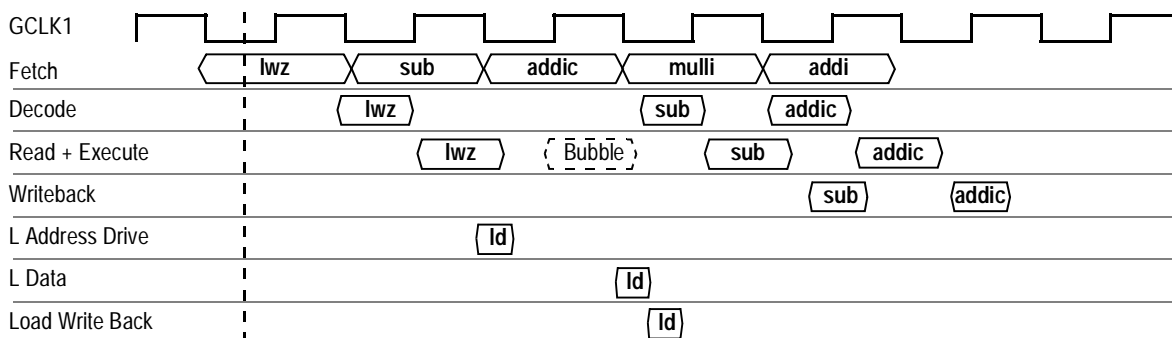 GCLK1
Fetch lwz sub addic mulli addi
Decode lwz sub addic
Read + Execute lwz Bubble sub addic
Writeback sub addic
L Address Drive ld
L Data ld
Load Write Back ld